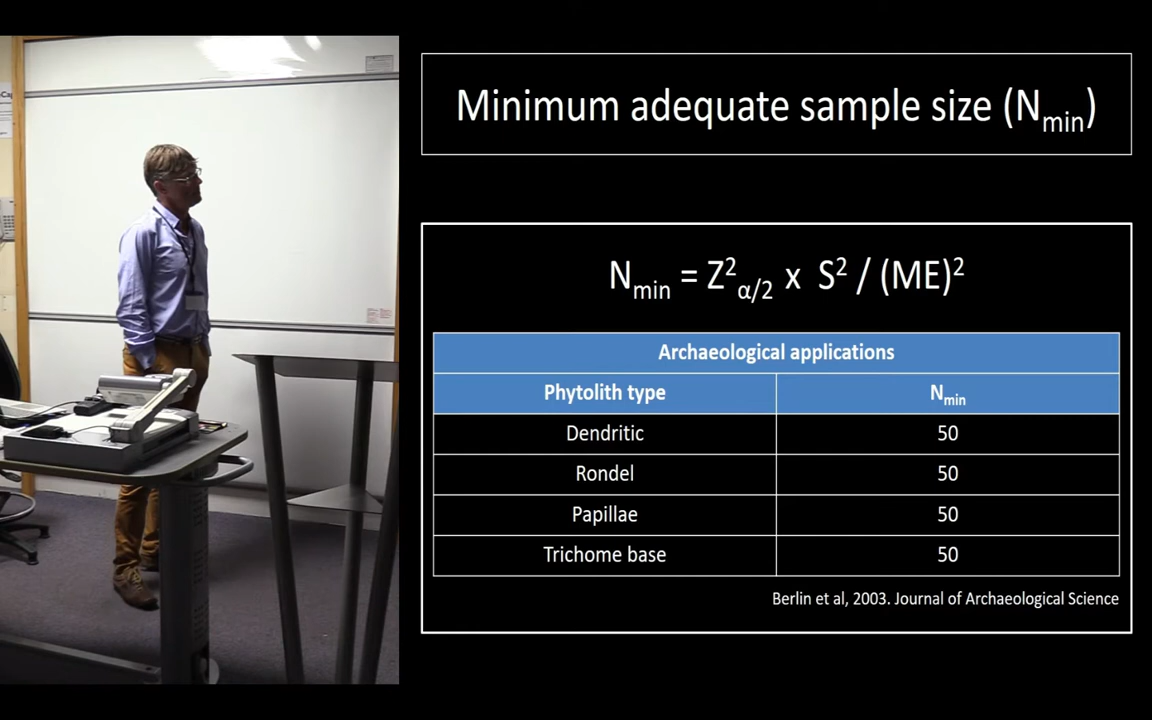 Minimum adequate sample size (Nmin)
Nmin = Z²α/2 x S² / (ME)²
Archaeological applications
Phytolith type Nmin
Dendritic 50
Rondel 50
Papillae 50
Trichome base 50
Berlin et al, 2003. Journal of Archaeological Science